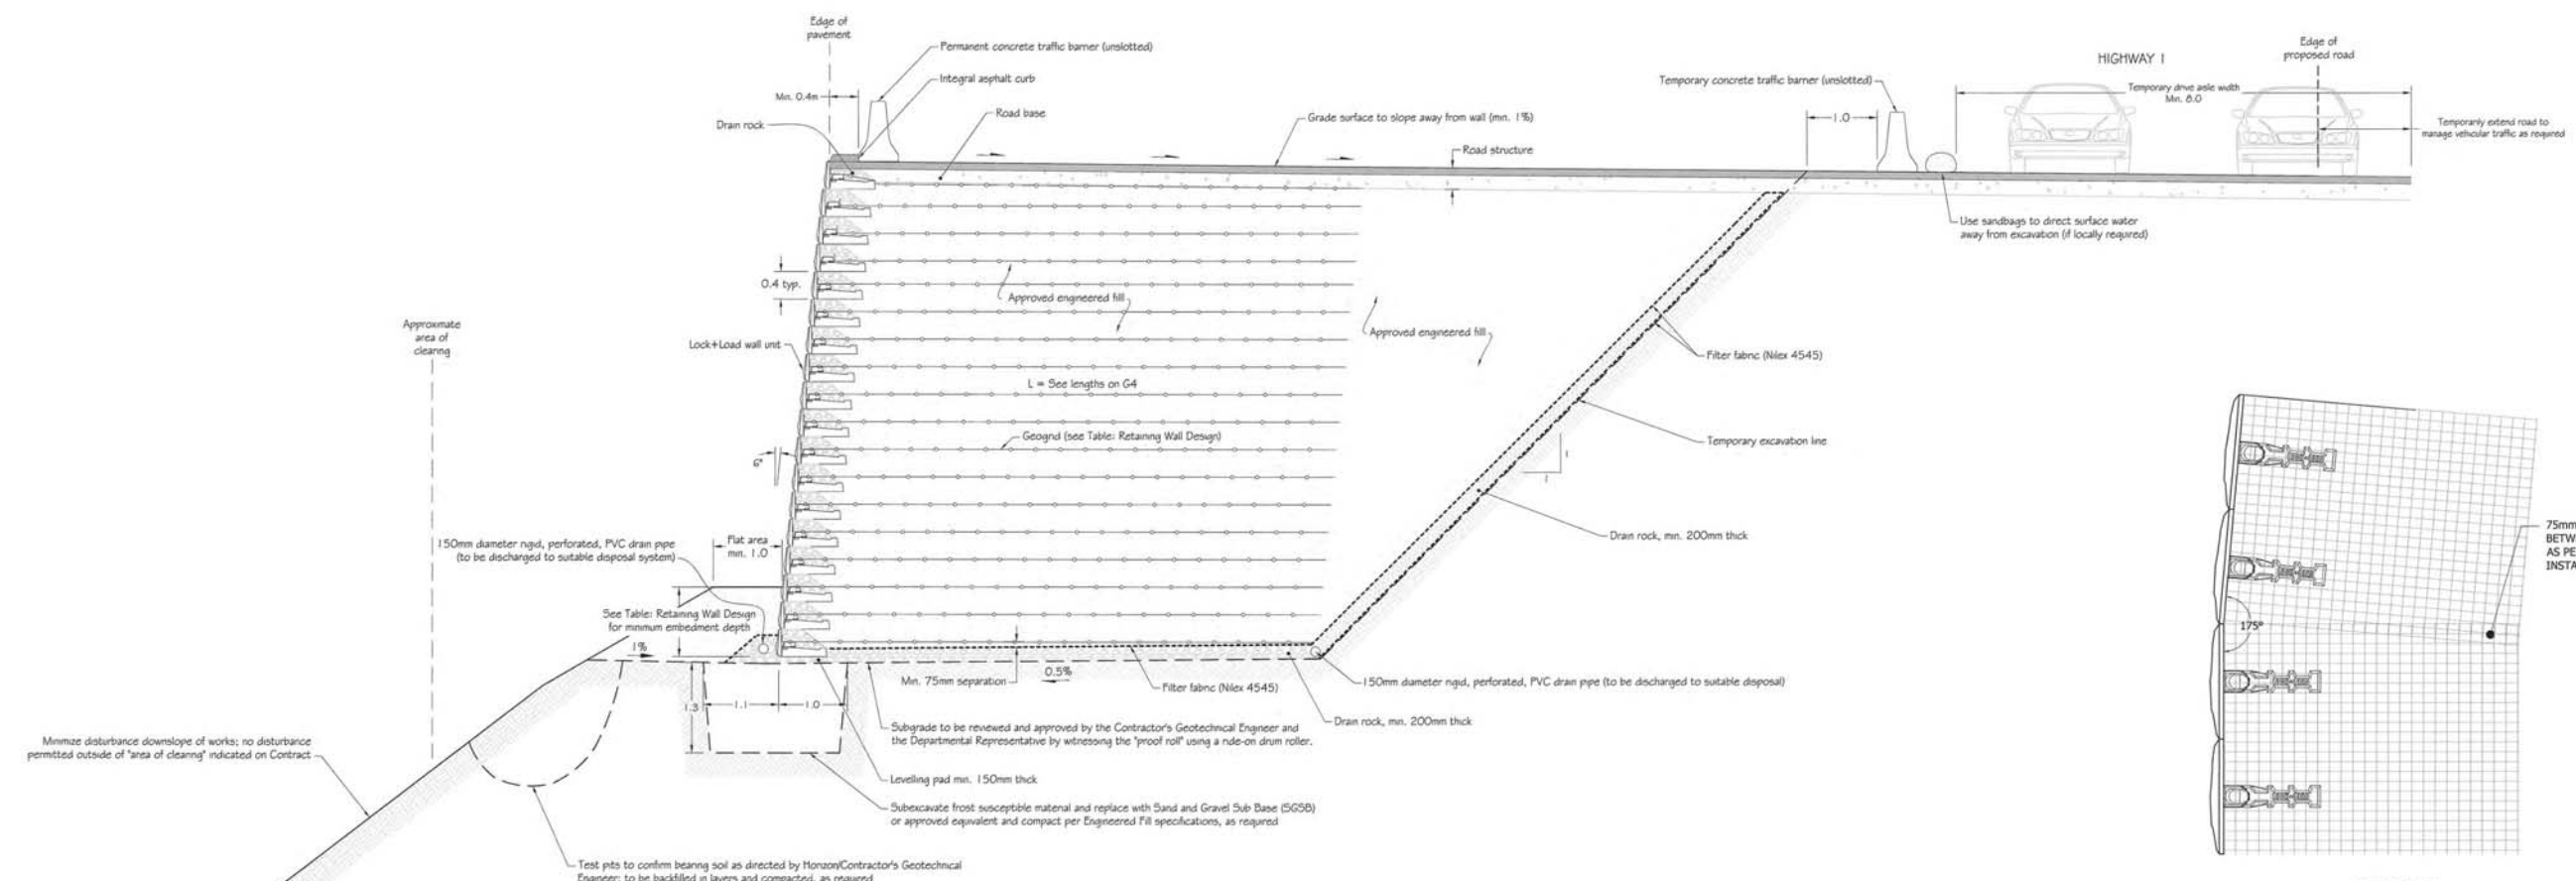 Edge of
pavement
Permanent concrete traffic barrier (unslotted)
Integral asphalt curb
Min. 0.4m
Drain rock
Road base
Grade surface to slope away from wall (min. 1%)
Road structure
Temporary concrete traffic barrier (unslotted)
1.0
HIGHWAY 1
Edge of
proposed road
Temporary drive aisle width
Min. 8.0
Temporarily extend road to
manage vehicular traffic as required
Use sandbags to direct surface water
away from excavation (if locally required)
0.4 typ.
Approved engineered fill
Approved engineered fill
Approximate
area of
clearing
Lock+Load wall unit
Filter fabric (Nilex 4545)
L = See lengths on G4
Geogrid (see Table: Retaining Wall Design)
Temporary excavation line
6°
1
1
Drain rock, min. 200mm thick
150mm diameter rigid, perforated, PVC drain pipe
(to be discharged to suitable disposal system)
Flat area
min. 1.0
See Table: Retaining Wall Design
for minimum embedment depth
1%
Min. 75mm separation
0.5%
Filter fabric (Nilex 4545)
150mm diameter rigid, perforated, PVC drain pipe (to be discharged to suitable disposal)
1.3
1.1
1.0
Drain rock, min. 200mm thick
Subgrade to be reviewed and approved by the Contractor's Geotechnical Engineer and
the Departmental Representative by witnessing the "proof roll" using a ride-on drum roller.
Minimize disturbance downslope of works; no disturbance
permitted outside of "area of clearing" indicated on Contract
Levelling pad min. 150mm thick
Subexcavate frost susceptible material and replace with Sand and Gravel Sub Base (SGSB)
or approved equivalent and compact per Engineered Fill specifications, as required
Test pits to confirm bearing soil as directed by Horizon/Contractor's Geotechnical
Engineer; to be backfilled in layers and compacted, as required
75mm
BETW
AS PE
INSTA
175°